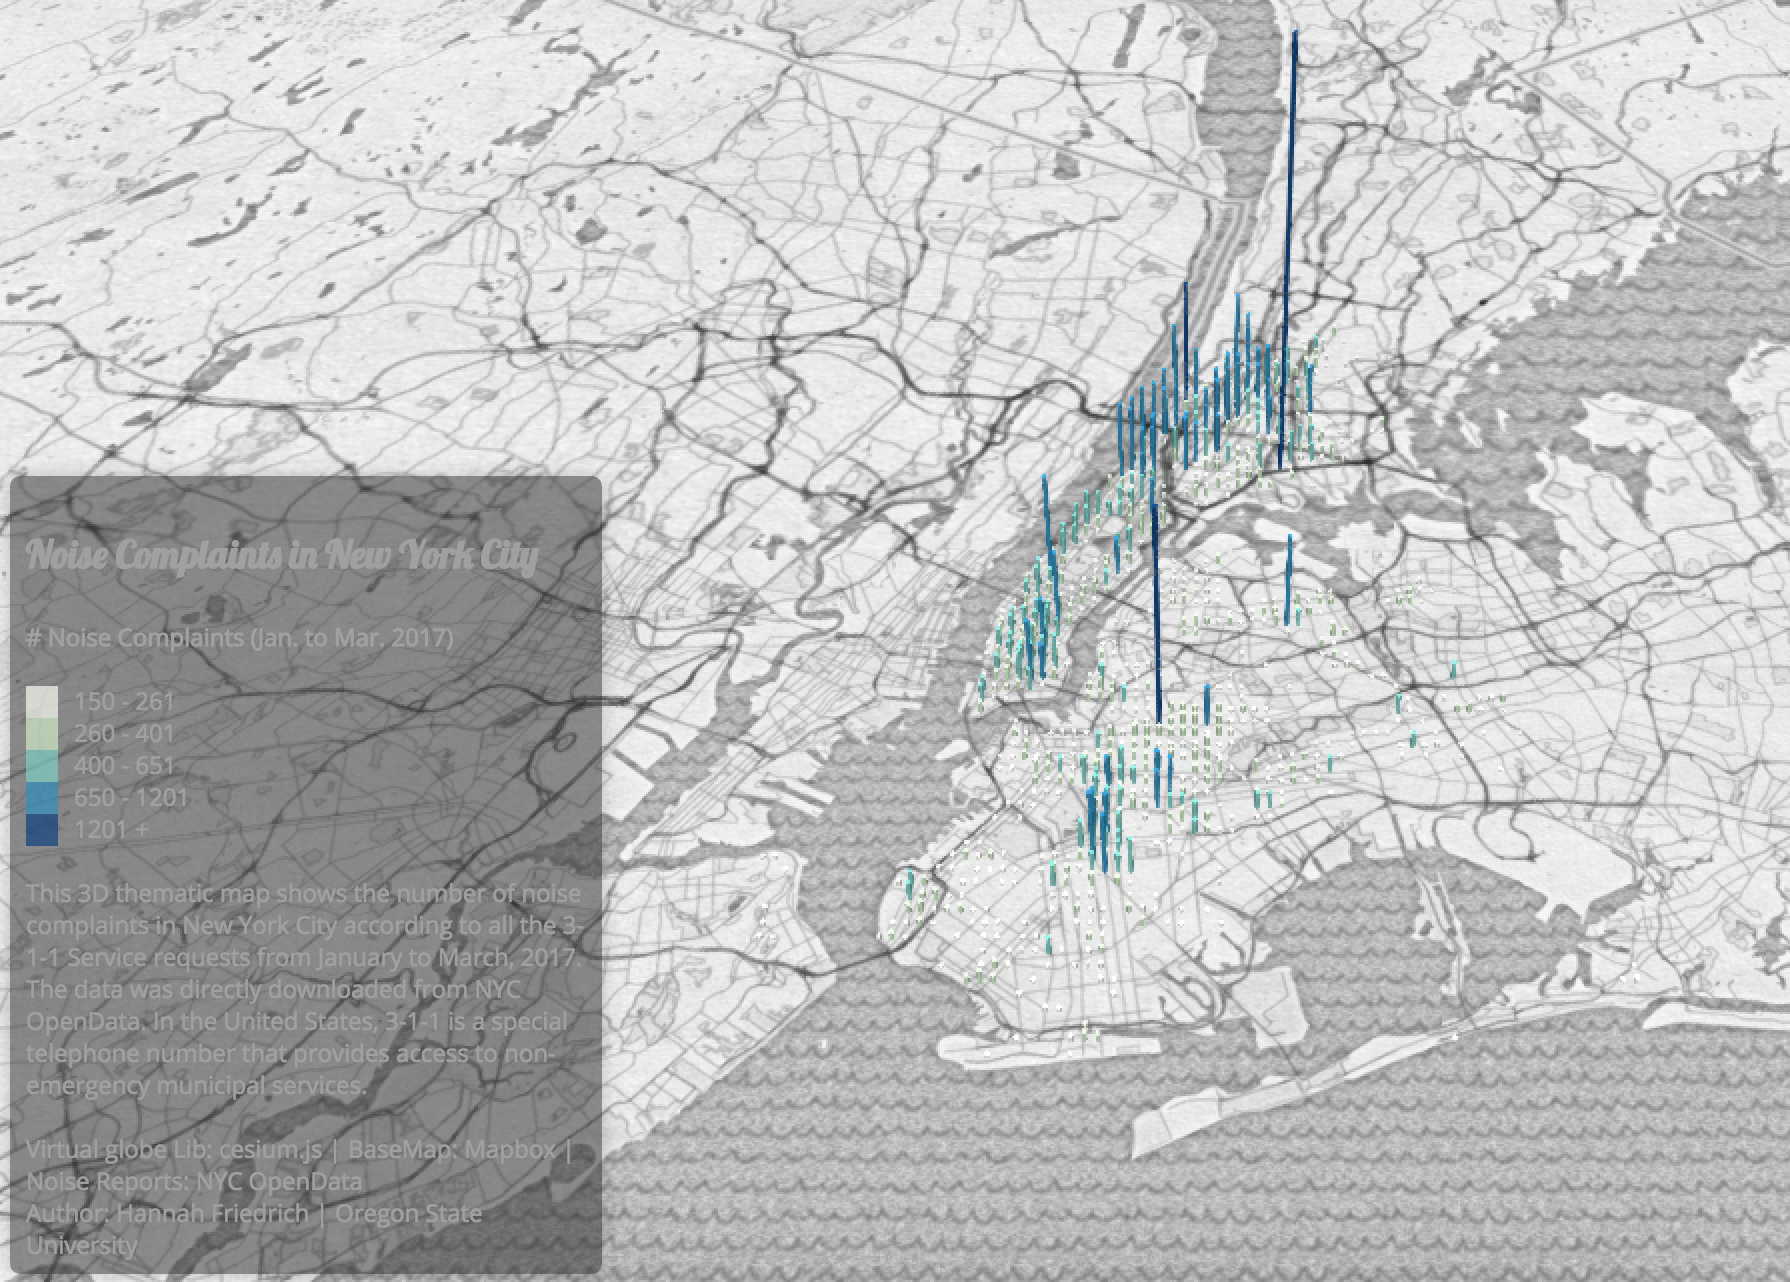 Noise Complaints in New York City
# Noise Complaints (Jan. to Mar. 2017)
150 - 261
260 - 401
400 - 651
650 - 1201
1201 +
This 3D thematic map shows the number of noise
complaints in New York City according to all the 3-
1-1 Service requests from January to March, 2017.
The data was directly downloaded from NYC
OpenData. In the United States, 3-1-1 is a special
telephone number that provides access to non-
emergency municipal services.
Virtual globe Lib: cesium.js | BaseMap: Mapbox |
Noise Reports: NYC OpenData
Author: Hannah Friedrich | Oregon State
University